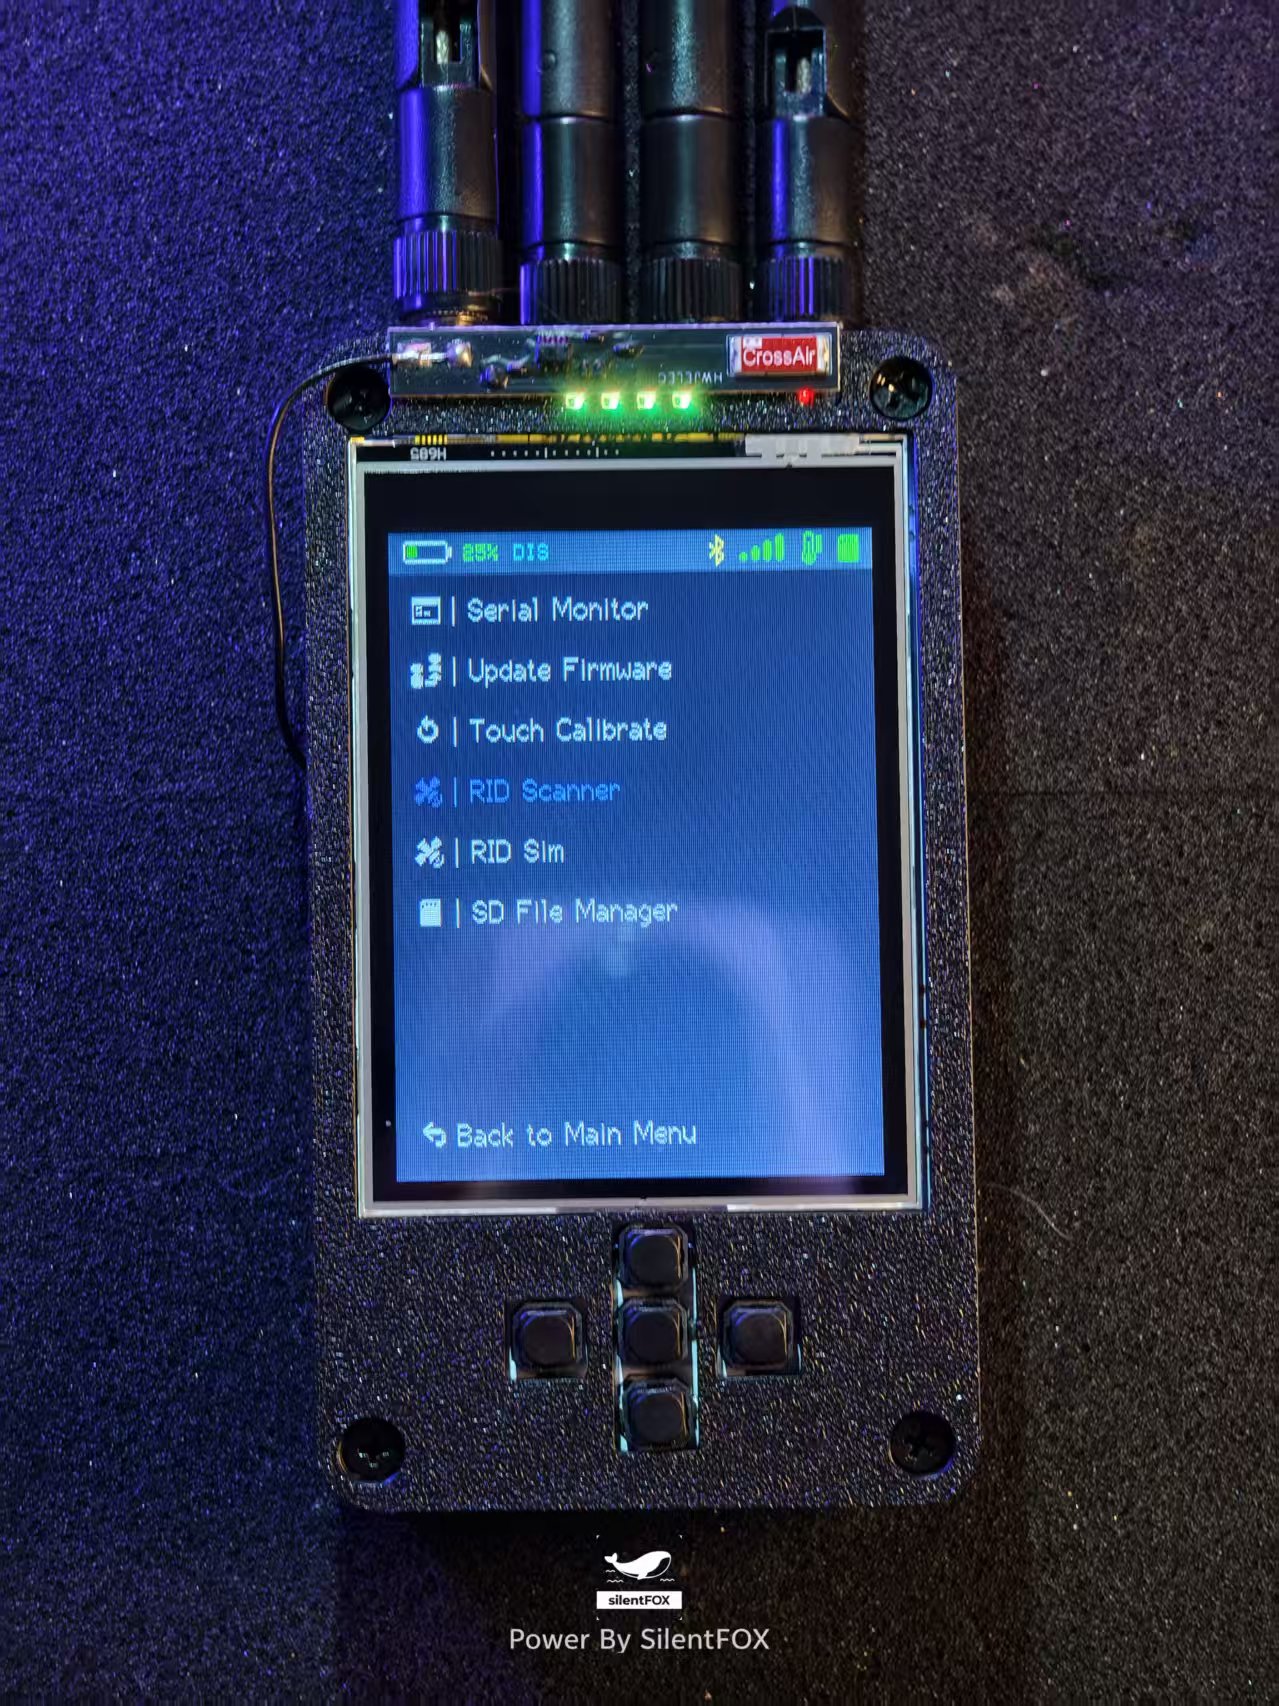 CrossAir
HWJELEC
H685
25% DIS
| Serial Monitor
| Update Firmware
| Touch Calibrate
| RID Scanner
| RID Sim
| SD File Manager
Back to Main Menu
silentFOX
Power By SilentFOX